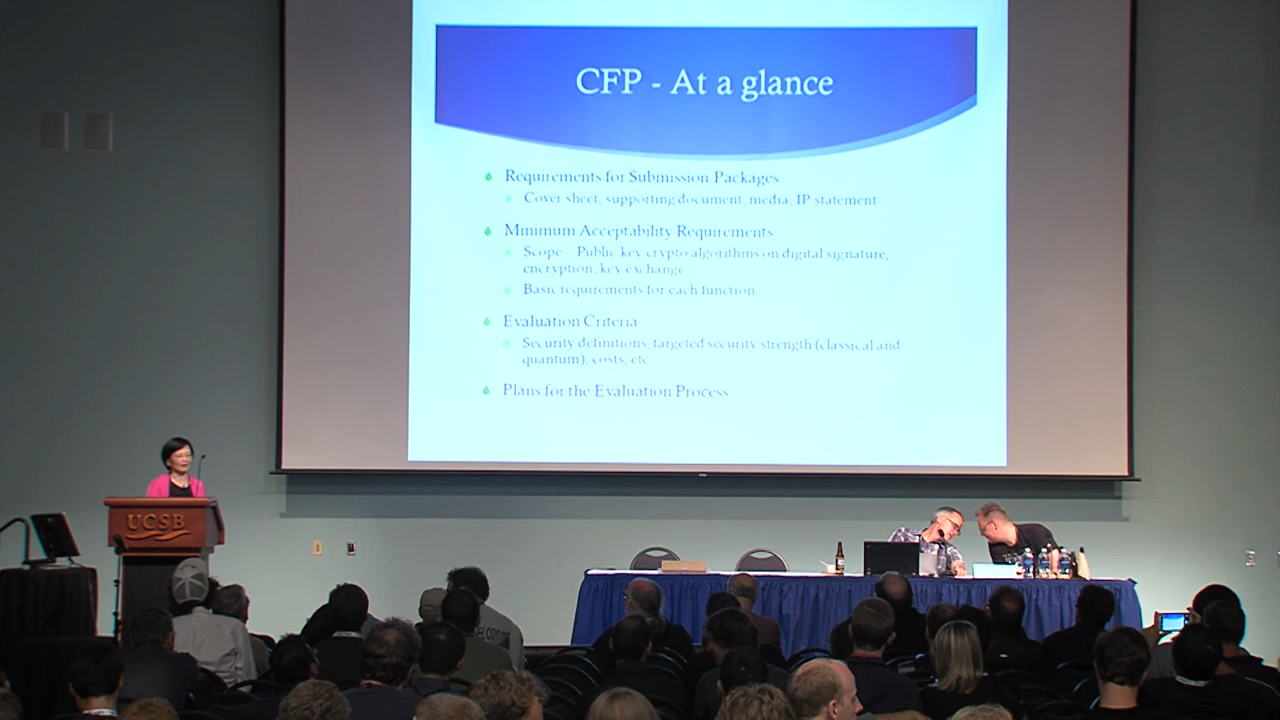 CFP - At a glance
Requirements for Submission Packages
Cover sheet, supporting document, media, IP statement
Minimum Acceptability Requirements
Scope Public key crypto algorithms on digital signature,
encryption, key exchange
Basic requirements for each function
Evaluation Criteria
Security definitions, targeted security strength (classical and
quantum), costs, etc
Plans for the Evaluation Process
UCSB